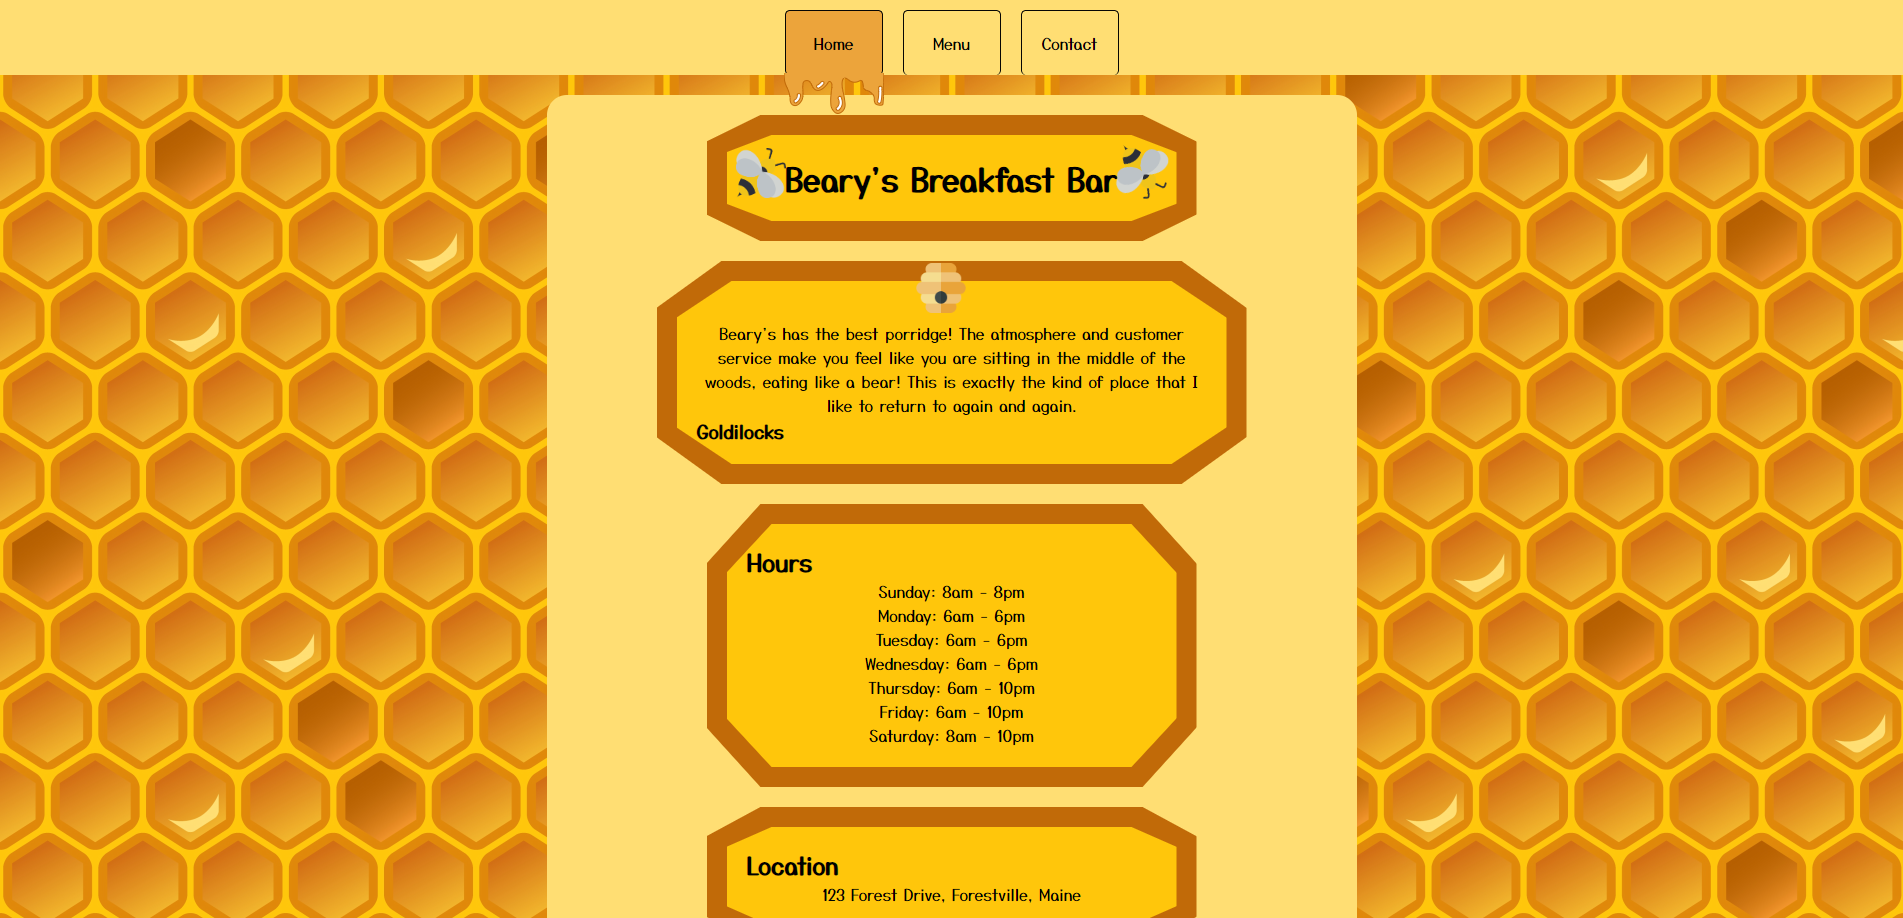 Home Menu Contact
Beary's Breakfast Bar
Beary's has the best porridge! The atmosphere and customer
service make you feel like you are sitting in the middle of the
woods, eating like a bear! This is exactly the kind of place that I
like to return to again and again.
Goldilocks
Hours
Sunday: 8am - 8pm
Monday: 6am - 6pm
Tuesday: 6am - 6pm
Wednesday: 6am - 6pm
Thursday: 6am - 10pm
Friday: 6am - 10pm
Saturday: 8am - 10pm
Location
123 Forest Drive, Forestville, Maine